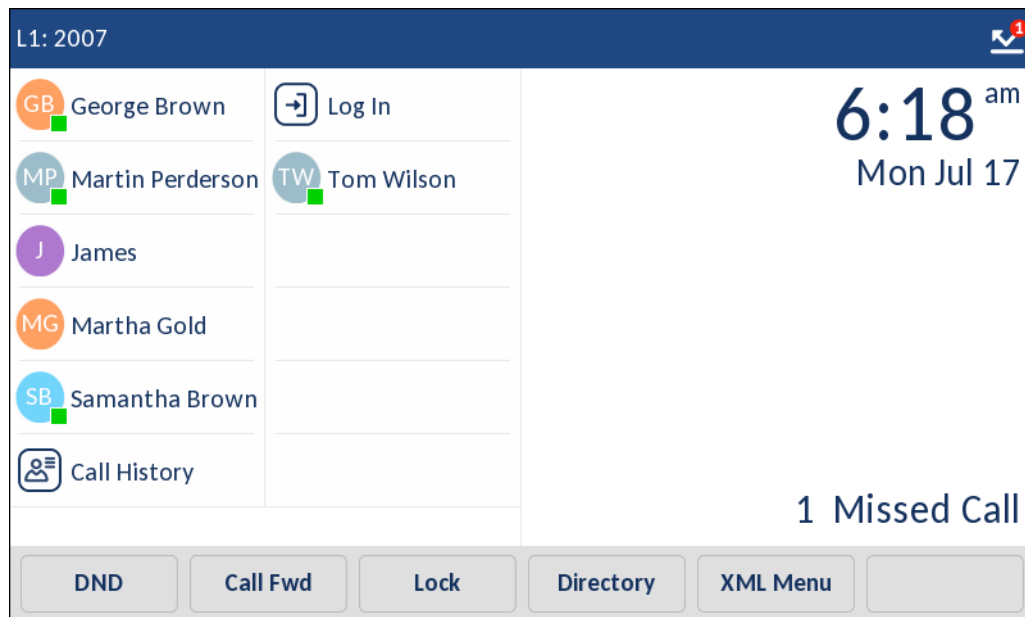 L1: 2007
1
GB George Brown
Log In
MP Martin Perderson
TW Tom Wilson
J James
MG Martha Gold
SB Samantha Brown
Call History
6:18 am
Mon Jul 17
1 Missed Call
DND Call Fwd Lock Directory XML Menu